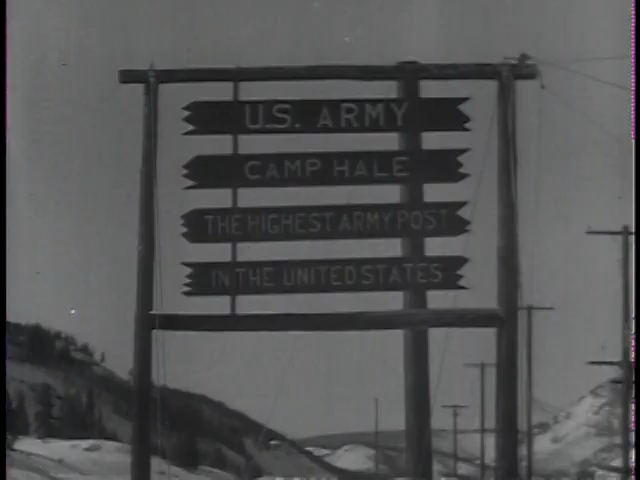 U.S. ARMY
CAMP HALE
THE HIGHEST ARMY POST
IN THE UNITED STATES